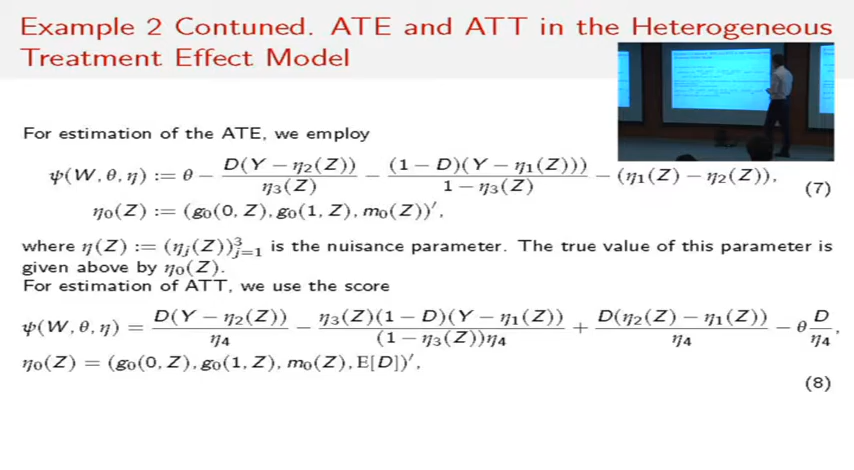 Example 2 Contuned. ATE and ATT in the Heterogeneous
Treatment Effect Model
For estimation of the ATE, we employ
ψ(W, θ, η) := θ − D(Y − η₂(Z))/η₃(Z) − (1 − D)(Y − η₁(Z)))/1 − η₃(Z) − (η₁(Z) − η₂(Z)), (7)
η₀(Z) := (g₀(0, Z), g₀(1, Z), m₀(Z))′,
where η(Z) := (ηⱼ(Z))³ⱼ₌₁ is the nuisance parameter. The true value of this parameter is
given above by η₀(Z).
For estimation of ATT, we use the score
ψ(W, θ, η) = D(Y − η₂(Z))/η₄ − η₃(Z)(1 − D)(Y − η₁(Z))/(1 − η₃(Z))η₄ + D(η₂(Z) − η₁(Z))/η₄ − θ D/η₄,
η₀(Z) = (g₀(0, Z), g₀(1, Z), m₀(Z), E[D])′,
(8)